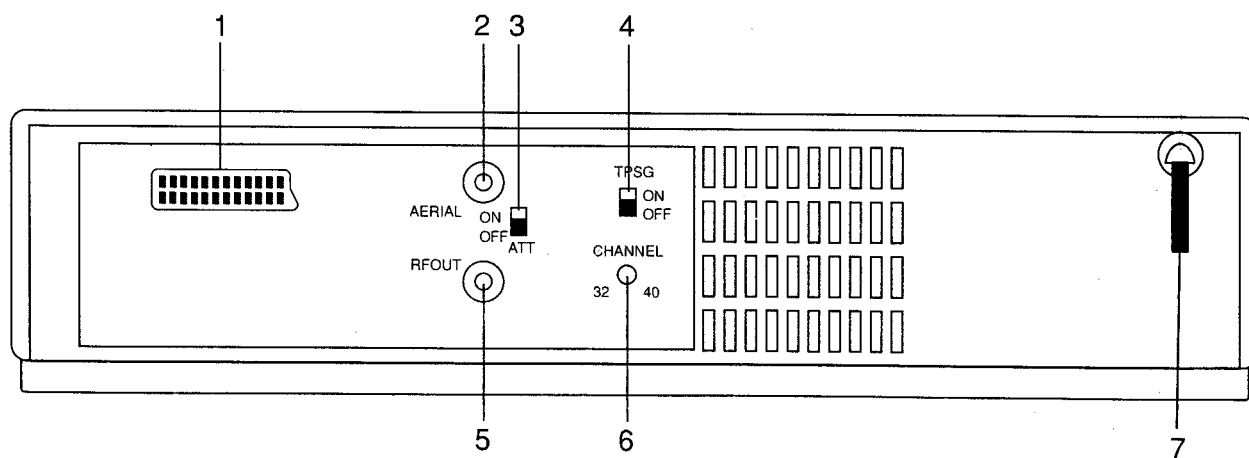 1 2 3 4
TPSG
ON
OFF
AERIAL
ON
OFF
ATT
RFOUT
CHANNEL
32 40
5 6 7